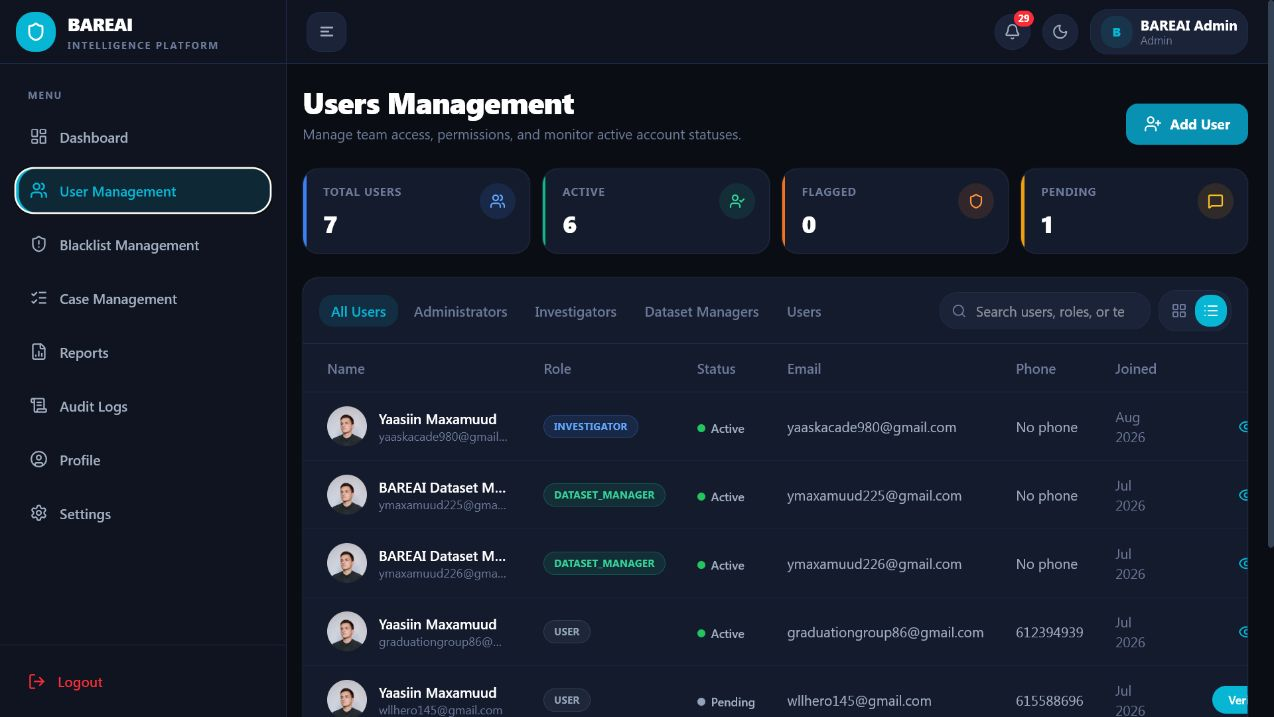 BAREAI
INTELLIGENCE PLATFORM
29
B
BAREAI Admin
Admin
MENU
Dashboard
User Management
Blacklist Management
Case Management
Reports
Audit Logs
Profile
Settings
Logout
Users Management
Manage team access, permissions, and monitor active account statuses.
Add User
TOTAL USERS
7
ACTIVE
6
FLAGGED
0
PENDING
1
All Users Administrators Investigators Dataset Managers Users
Search users, roles, or te
Name Role Status Email Phone Joined
Yaasiin Maxamuud
yaaskacade980@gmail...
INVESTIGATOR
Active
yaaskacade980@gmail.com
No phone
Aug
2026
BAREAI Dataset M...
ymaxamuud225@gma...
DATASET_MANAGER
Active
ymaxamuud225@gmail.com
No phone
Jul
2026
BAREAI Dataset M...
ymaxamuud226@gma...
DATASET_MANAGER
Active
ymaxamuud226@gmail.com
No phone
Jul
2026
Yaasiin Maxamuud
graduationgroup86@...
USER
Active
graduationgroup86@gmail.com
612394939
Jul
2026
Yaasiin Maxamuud
wllhero145@gmail.com
USER
Pending
wllhero145@gmail.com
615588696
Jul
2026
Ver